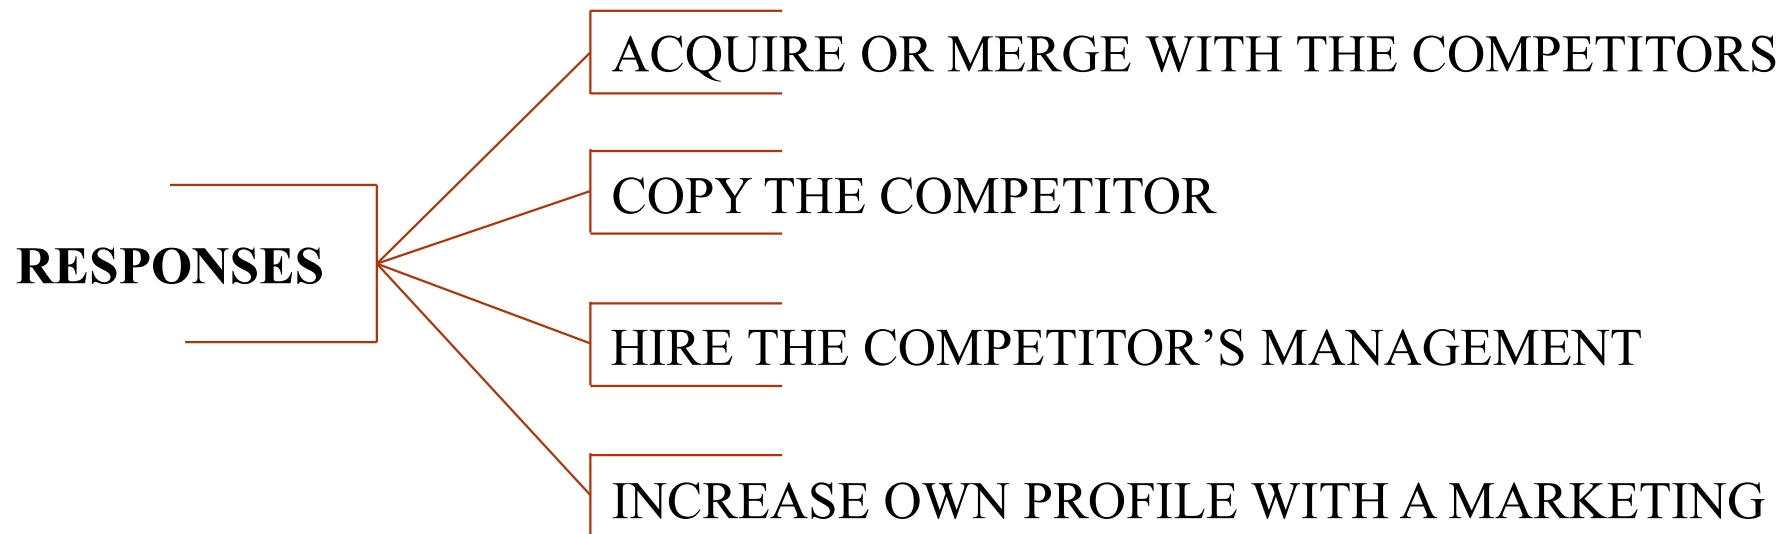 ACQUIRE OR MERGE WITH THE COMPETITORS
COPY THE COMPETITOR
RESPONSES
HIRE THE COMPETITOR’S MANAGEMENT
INCREASE OWN PROFILE WITH A MARKETING